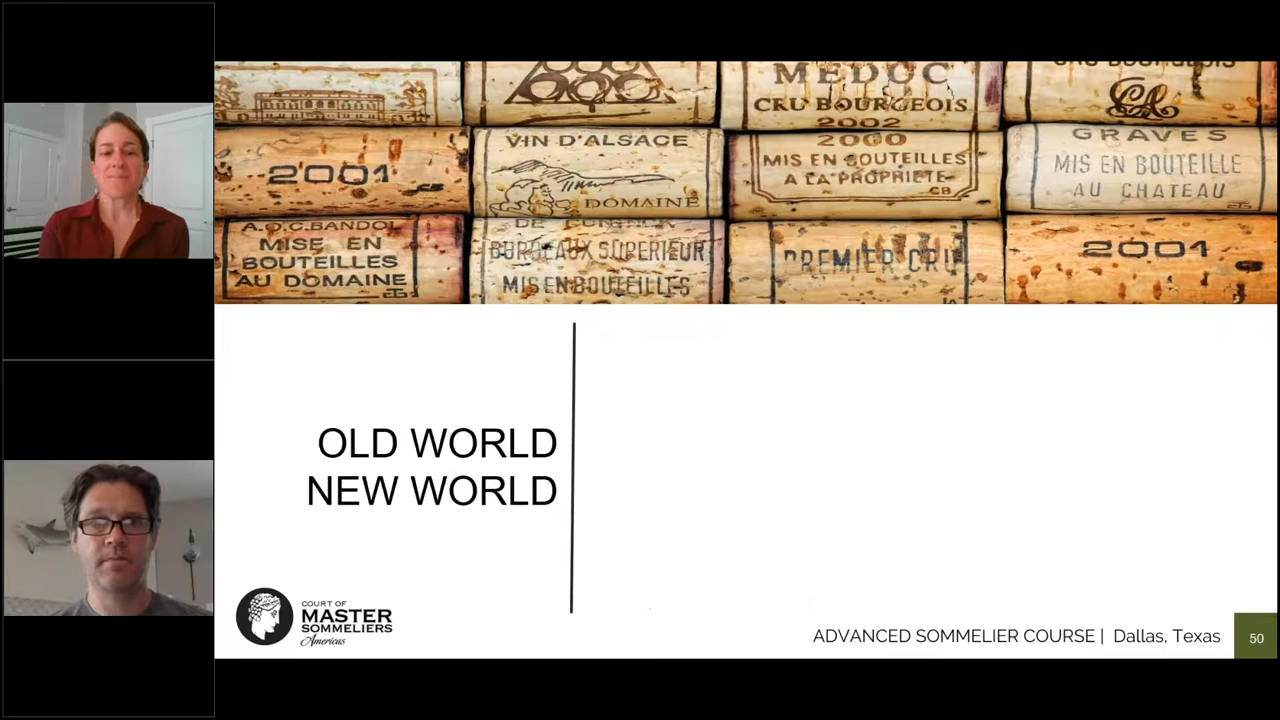 MEDOC
CRU BOURGEOIS
2002
2001
VIN D'ALSACE
DOMAINE
2000
MIS EN BOUTEILLES
A LA PROPRIETE
CB
GRAVES
MIS EN BOUTEILLE
AU CHATEAU
A.O.C. BANDOL
MISE EN
BOUTEILLES
AU DOMAINE
BORDEAUX SUPERIEUR
MIS EN BOUTEILLES
PREMIER CRU
2001
OLD WORLD
NEW WORLD
COURT OF
MASTER
SOMMELIERS
Americas
ADVANCED SOMMELIER COURSE | Dallas, Texas
50